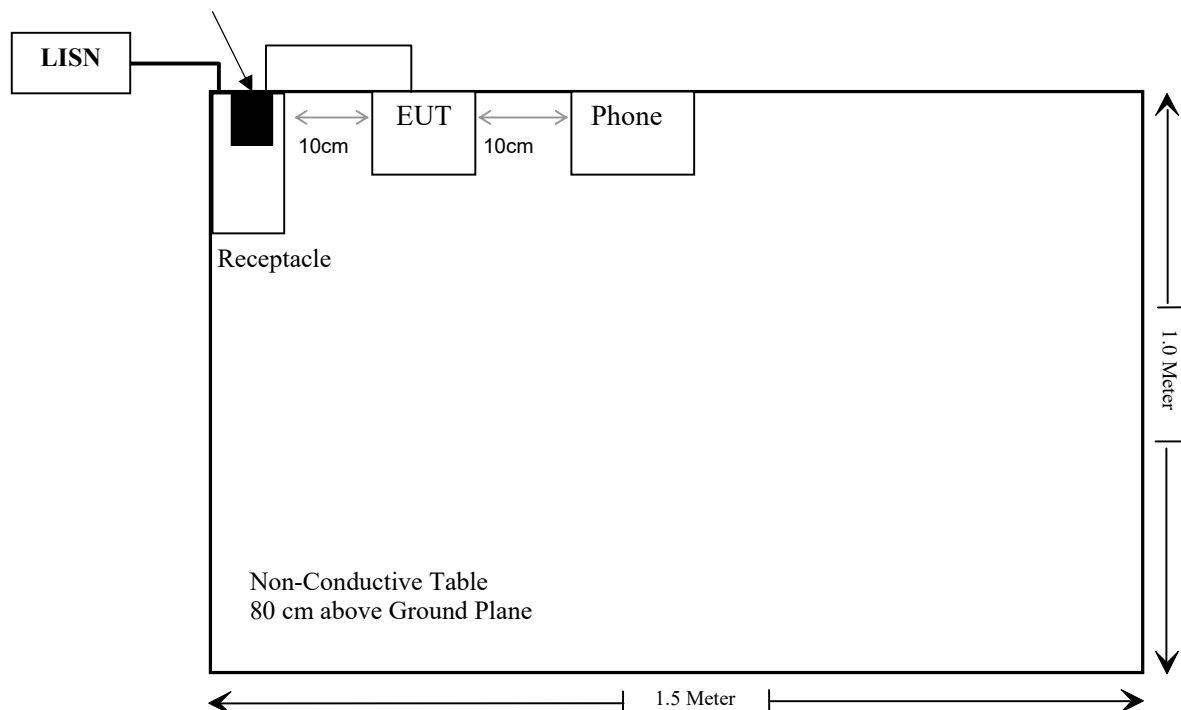 LISN
EUT
Phone
10cm
10cm
Receptacle
1.0 Meter
Non-Conductive Table
80 cm above Ground Plane
1.5 Meter